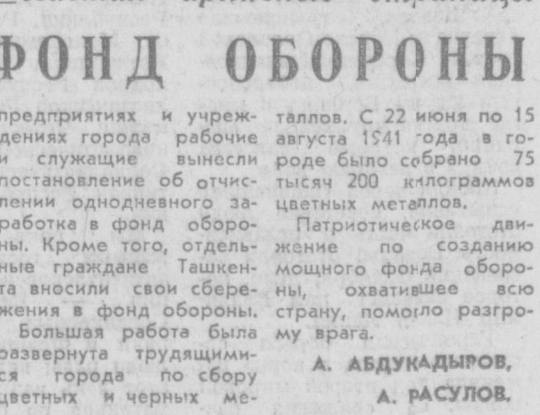 ФОНД ОБОРОНЫ
предприятиях и учреж-
дениях города рабочие
и служащие вынесли
постановление об отчис-
лении однодневного за-
работка в фонд оборо-
ны. Кроме того, отдель-
ные граждане Ташкен-
та вносили свои сбере-
жения в фонд обороны.
Большая работа была
развернута трудящими-
ся города по сбору
цветных и черных ме-
таллов. С 22 июня по 15
августа 1941 года в го-
роде было собрано 75
тысяч 200 килограммов
цветных металлов.
Патриотическое дви-
жение по созданию
мощного фонда оборо-
ны, охватившее всю
страну, помогло разгро-
му врага.
А. АБДУКАДЫРОВ,
А. РАСУЛОВ.